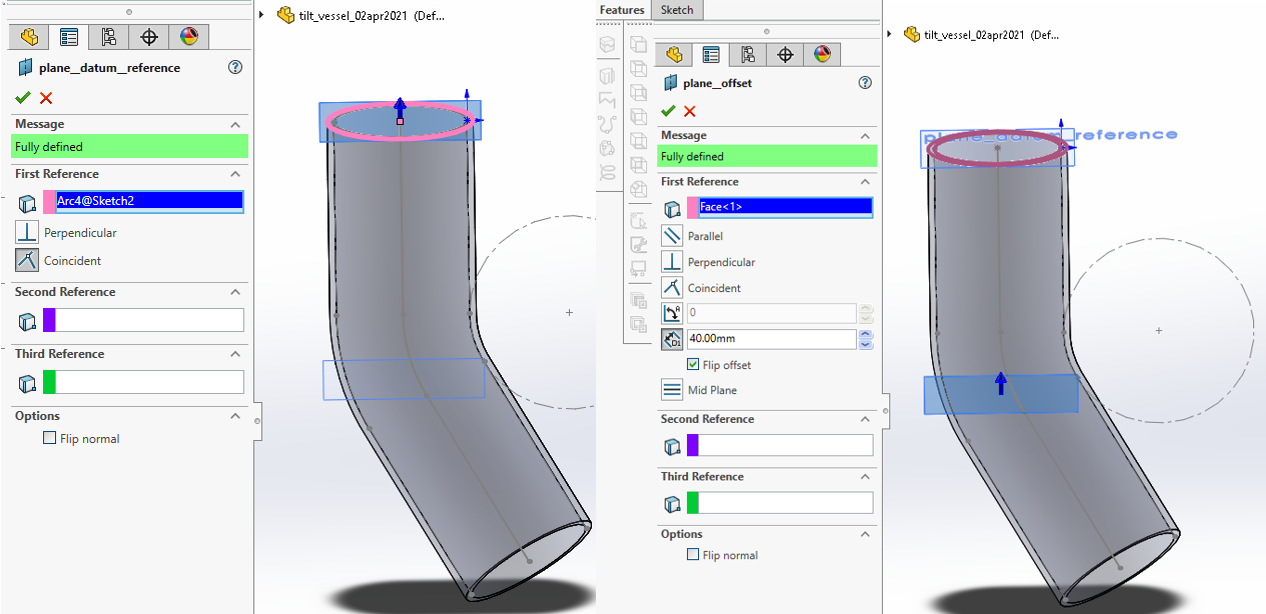 tilt_vessel_02apr2021 (Def...
plane_datum_reference
Message
Fully defined
First Reference
Arc4@Sketch2
Perpendicular
Coincident
Second Reference
Third Reference
Options
Flip normal
Features
Sketch
tilt_vessel_02apr2021 (Def...
plane_offset
Message
Fully defined
First Reference
Face<1>
Parallel
Perpendicular
Coincident
0
40.00mm
Flip offset
Mid Plane
Second Reference
Third Reference
Options
Flip normal
plane_datum_reference